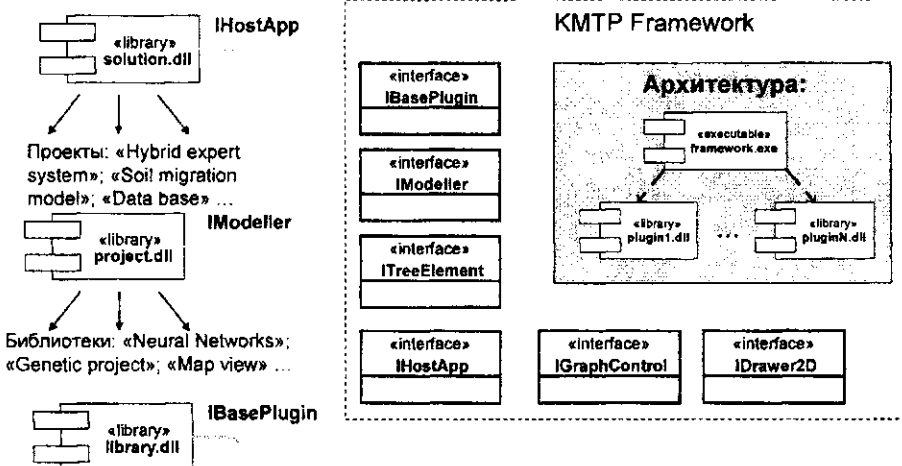 IHostApp
...
«library»
solution.dll
Проекты: «Hybrid expert
system»; «Soil migration
model»; «Data base» ...
IModeller
«library»
project.dll
Библиотеки: «Neural Networks»;
«Genetic project»; «Map view» ...
IBasePlugin
«library»
library.dll
KMTP Framework
«interface»
IBasePlugin
«interface»
IModeller
«interface»
ITreeElement
«interface»
IHostApp
«interface»
IGraphControl
«interface»
IDrawer2D
Архитектура:
«executable»
framework.exe
«library»
plugin1.dll
...
«library»
pluginN.dll